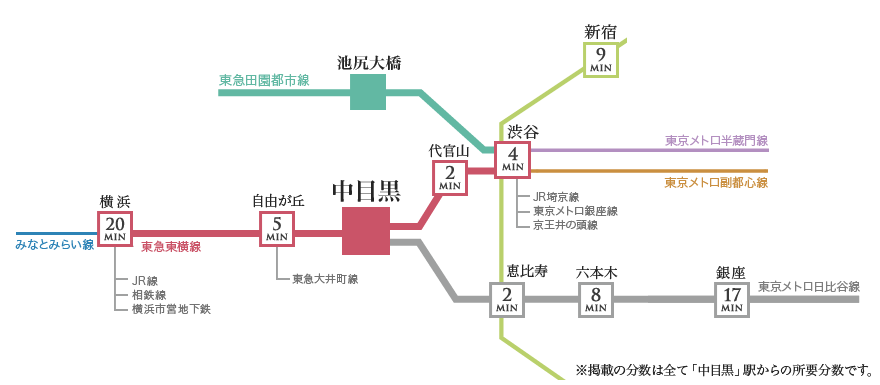 新宿
9
MIN
池尻大橋
東急田園都市線
渋谷
4
MIN
東京メトロ半蔵門線
代官山
2
MIN
東京メトロ副都心線
中目黒
JR埼京線
東京メトロ銀座線
京王井の頭線
横浜
20
MIN
自由が丘
5
MIN
みなとみらい線
東急東横線
東急大井町線
JR線
相鉄線
横浜市営地下鉄
恵比寿
2
MIN
六本木
8
MIN
銀座
17
MIN
東京メトロ日比谷線
※掲載の分数は全て「中目黒」駅からの所要分数です。